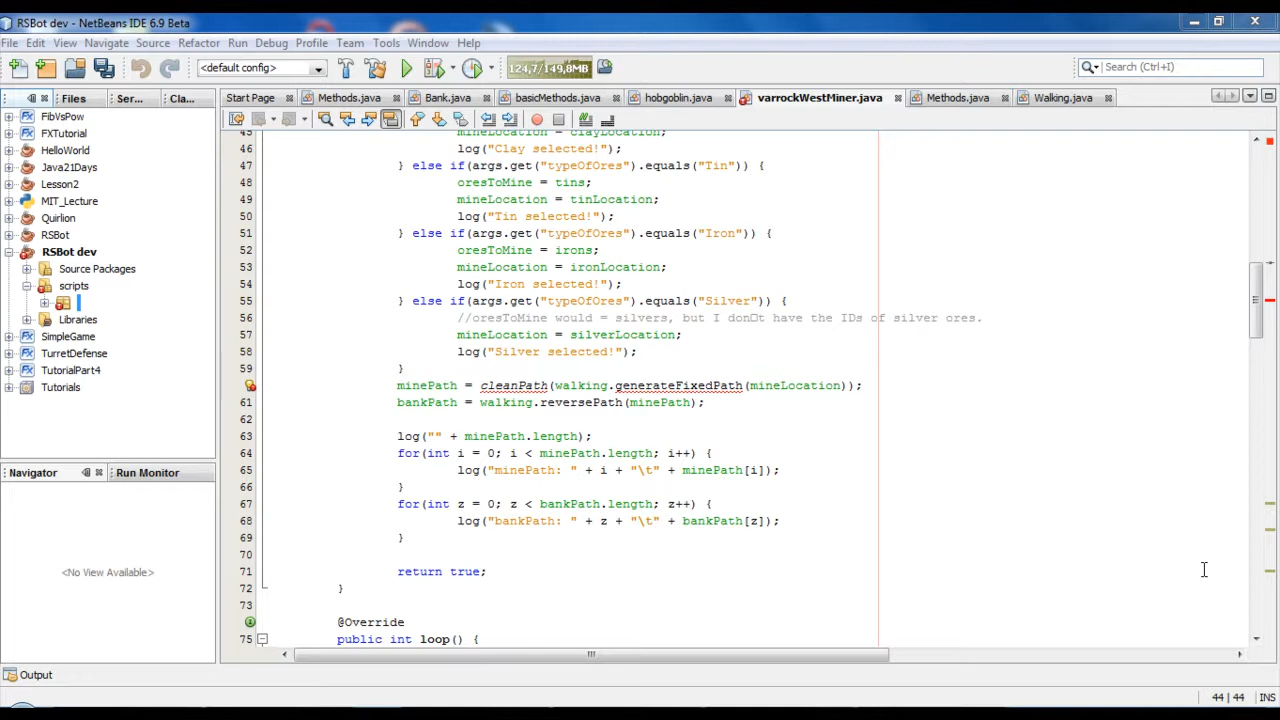 RSBot dev - NetBeans IDE 6.9 Beta
File Edit View Navigate Source Refactor Run Debug Profile Team Tools Window Help
<default config> 124,7/149,8MB Search (Ctrl+I)
Files Ser... Cla... Start Page Methods.java Bank.java basicMethods.java hobgoblin.java varrockWestMiner.java Methods.java Walking.java
FibVsPow
FXTutorial
HelloWorld
Java21Days
Lesson2
MIT_Lecture
Quirlion
RSBot
RSBot dev
Source Packages
scripts
Libraries
SimpleGame
TurretDefense
TutorialPart4
Tutorials
Navigator Run Monitor
<No View Available>
45 mineLocation = clayLocation;
46 log("Clay selected!");
47 } else if(args.get("typeOfOres").equals("Tin")) {
48 oresToMine = tins;
49 mineLocation = tinLocation;
50 log("Tin selected!");
51 } else if(args.get("typeOfOres").equals("Iron")) {
52 oresToMine = irons;
53 mineLocation = ironLocation;
54 log("Iron selected!");
55 } else if(args.get("typeOfOres").equals("Silver")) {
56 //oresToMine would = silvers, but I don□t have the IDs of silver ores.
57 mineLocation = silverLocation;
58 log("Silver selected!");
59 }
minePath = cleanPath(walking.generateFixedPath(mineLocation));
61 bankPath = walking.reversePath(minePath);
62
63 log("" + minePath.length);
64 for(int i = 0; i < minePath.length; i++) {
65 log("minePath: " + i + "\t" + minePath[i]);
66 }
67 for(int z = 0; z < bankPath.length; z++) {
68 log("bankPath: " + z + "\t" + bankPath[z]);
69 }
70
71 return true;
72 }
73
@Override
75 public int loop() {
Output
44 | 44 INS